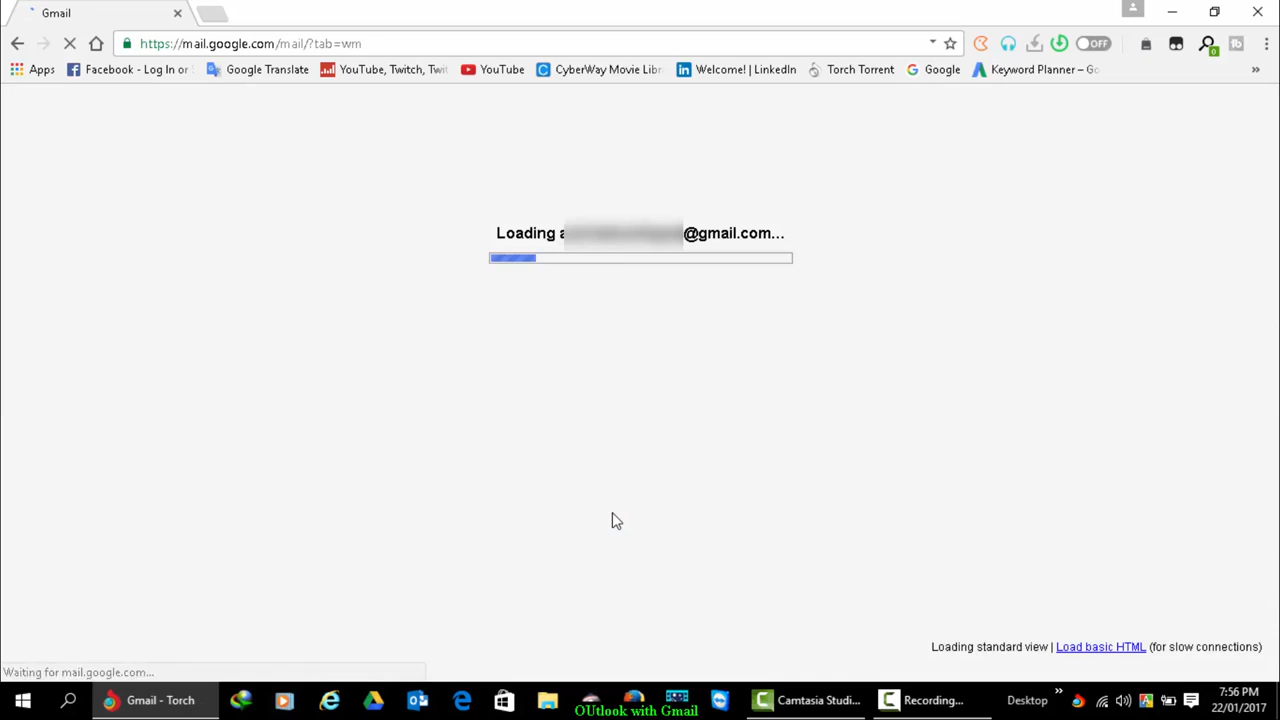 Gmail
https://mail.google.com/mail/?tab=wm
OFF
0
Apps
Facebook - Log In or
Google Translate
YouTube, Twitch, Twi
YouTube
CyberWay Movie Libr
Welcome! | LinkedIn
Torch Torrent
Google
Keyword Planner – Go
»
Loading a @gmail.com...
Loading standard view | Load basic HTML (for slow connections)
Waiting for mail.google.com...
Gmail - Torch
OUtlook with Gmail
Camtasia Studi...
Recording...
Desktop
7:56 PM
22/01/2017